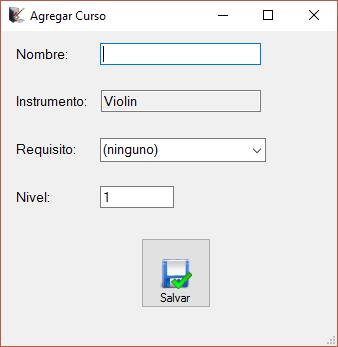 Agregar Curso
Nombre:
Instrumento: Violin
Requisito: (ninguno)
Nivel: 1
Salvar